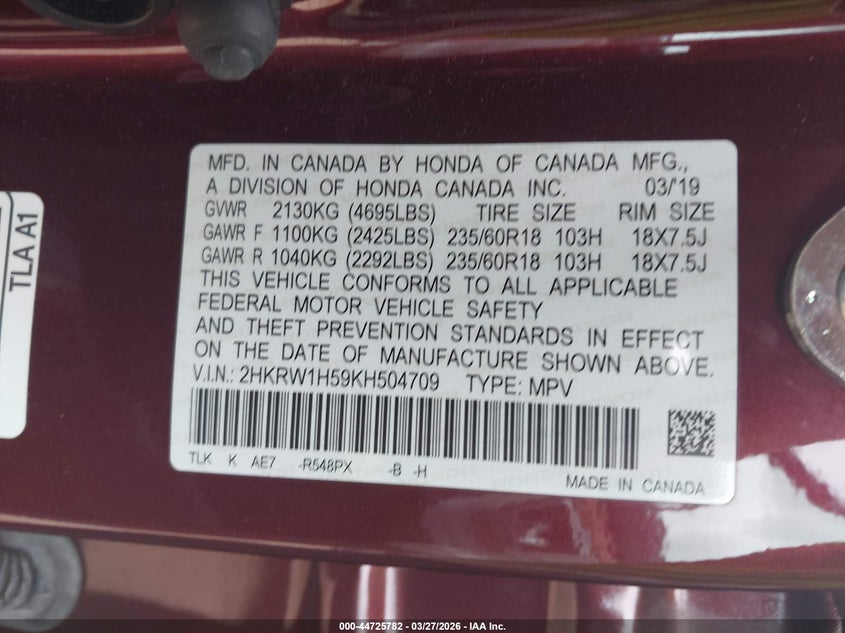 TLA A1
MFD. IN CANADA BY HONDA OF CANADA MFG.,
A DIVISION OF HONDA CANADA INC. 03/'19
GVWR 2130KG (4695LBS) TIRE SIZE RIM SIZE
GAWR F 1100KG (2425LBS) 235/60R18 103H 18X7.5J
GAWR R 1040KG (2292LBS) 235/60R18 103H 18X7.5J
THIS VEHICLE CONFORMS TO ALL APPLICABLE
FEDERAL MOTOR VEHICLE SAFETY
AND THEFT PREVENTION STANDARDS IN EFFECT
ON THE DATE OF MANUFACTURE SHOWN ABOVE.
V.I.N.: 2HKRW1H59KH504709 TYPE: MPV
TLK K AE7 -R548PX -B -H
MADE IN CANADA
000-44725782 - 03/27/2026 - IAA Inc.